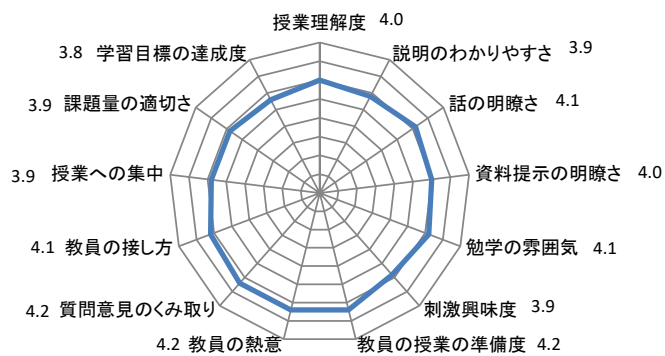 授業理解度 4.0
3.8 学習目標の達成度
説明のわかりやすさ 3.9
3.9 課題量の適切さ
話の明瞭さ 4.1
3.9 授業への集中
資料提示の明瞭さ 4.0
4.1 教員の接し方
勉学の雰囲気 4.1
4.2 質問意見のくみ取り
刺激興味度 3.9
4.2 教員の熱意
教員の授業の準備度 4.2